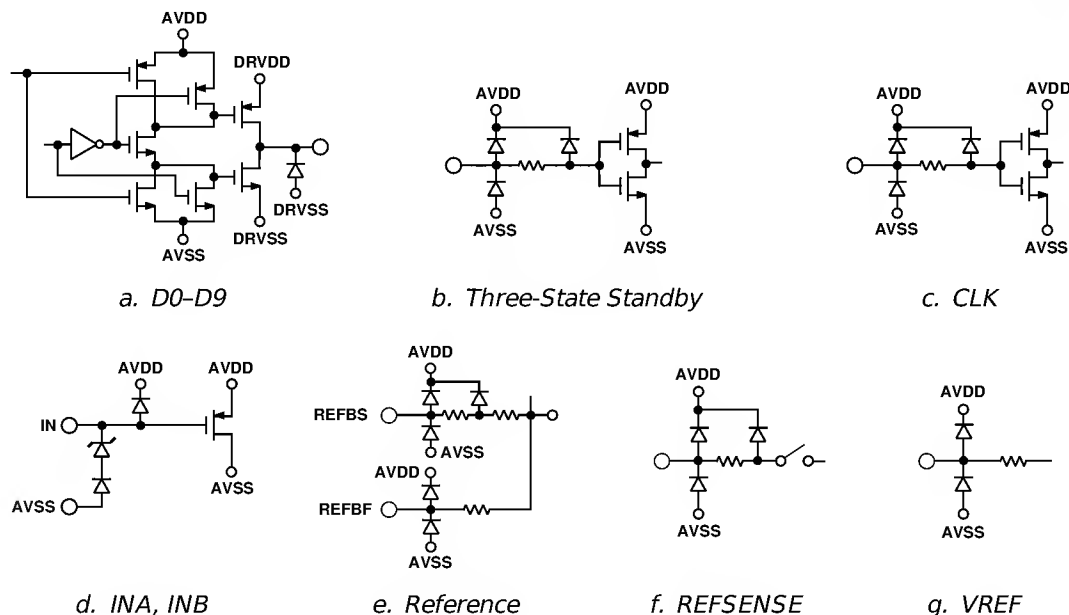 AVDD
DRVDD
DRVSS
DRVSS
AVSS
a. D0–D9
AVDD
AVDD
AVSS
AVSS
b. Three-State Standby
AVDD
AVDD
AVSS
AVSS
c. CLK
AVDD
AVDD
IN
AVSS
AVSS
d. INA, INB
AVDD
REFBS
AVSS
AVDD
REFBF
AVSS
e. Reference
AVDD
AVSS
f. REFSENSE
AVDD
AVSS
g. VREF